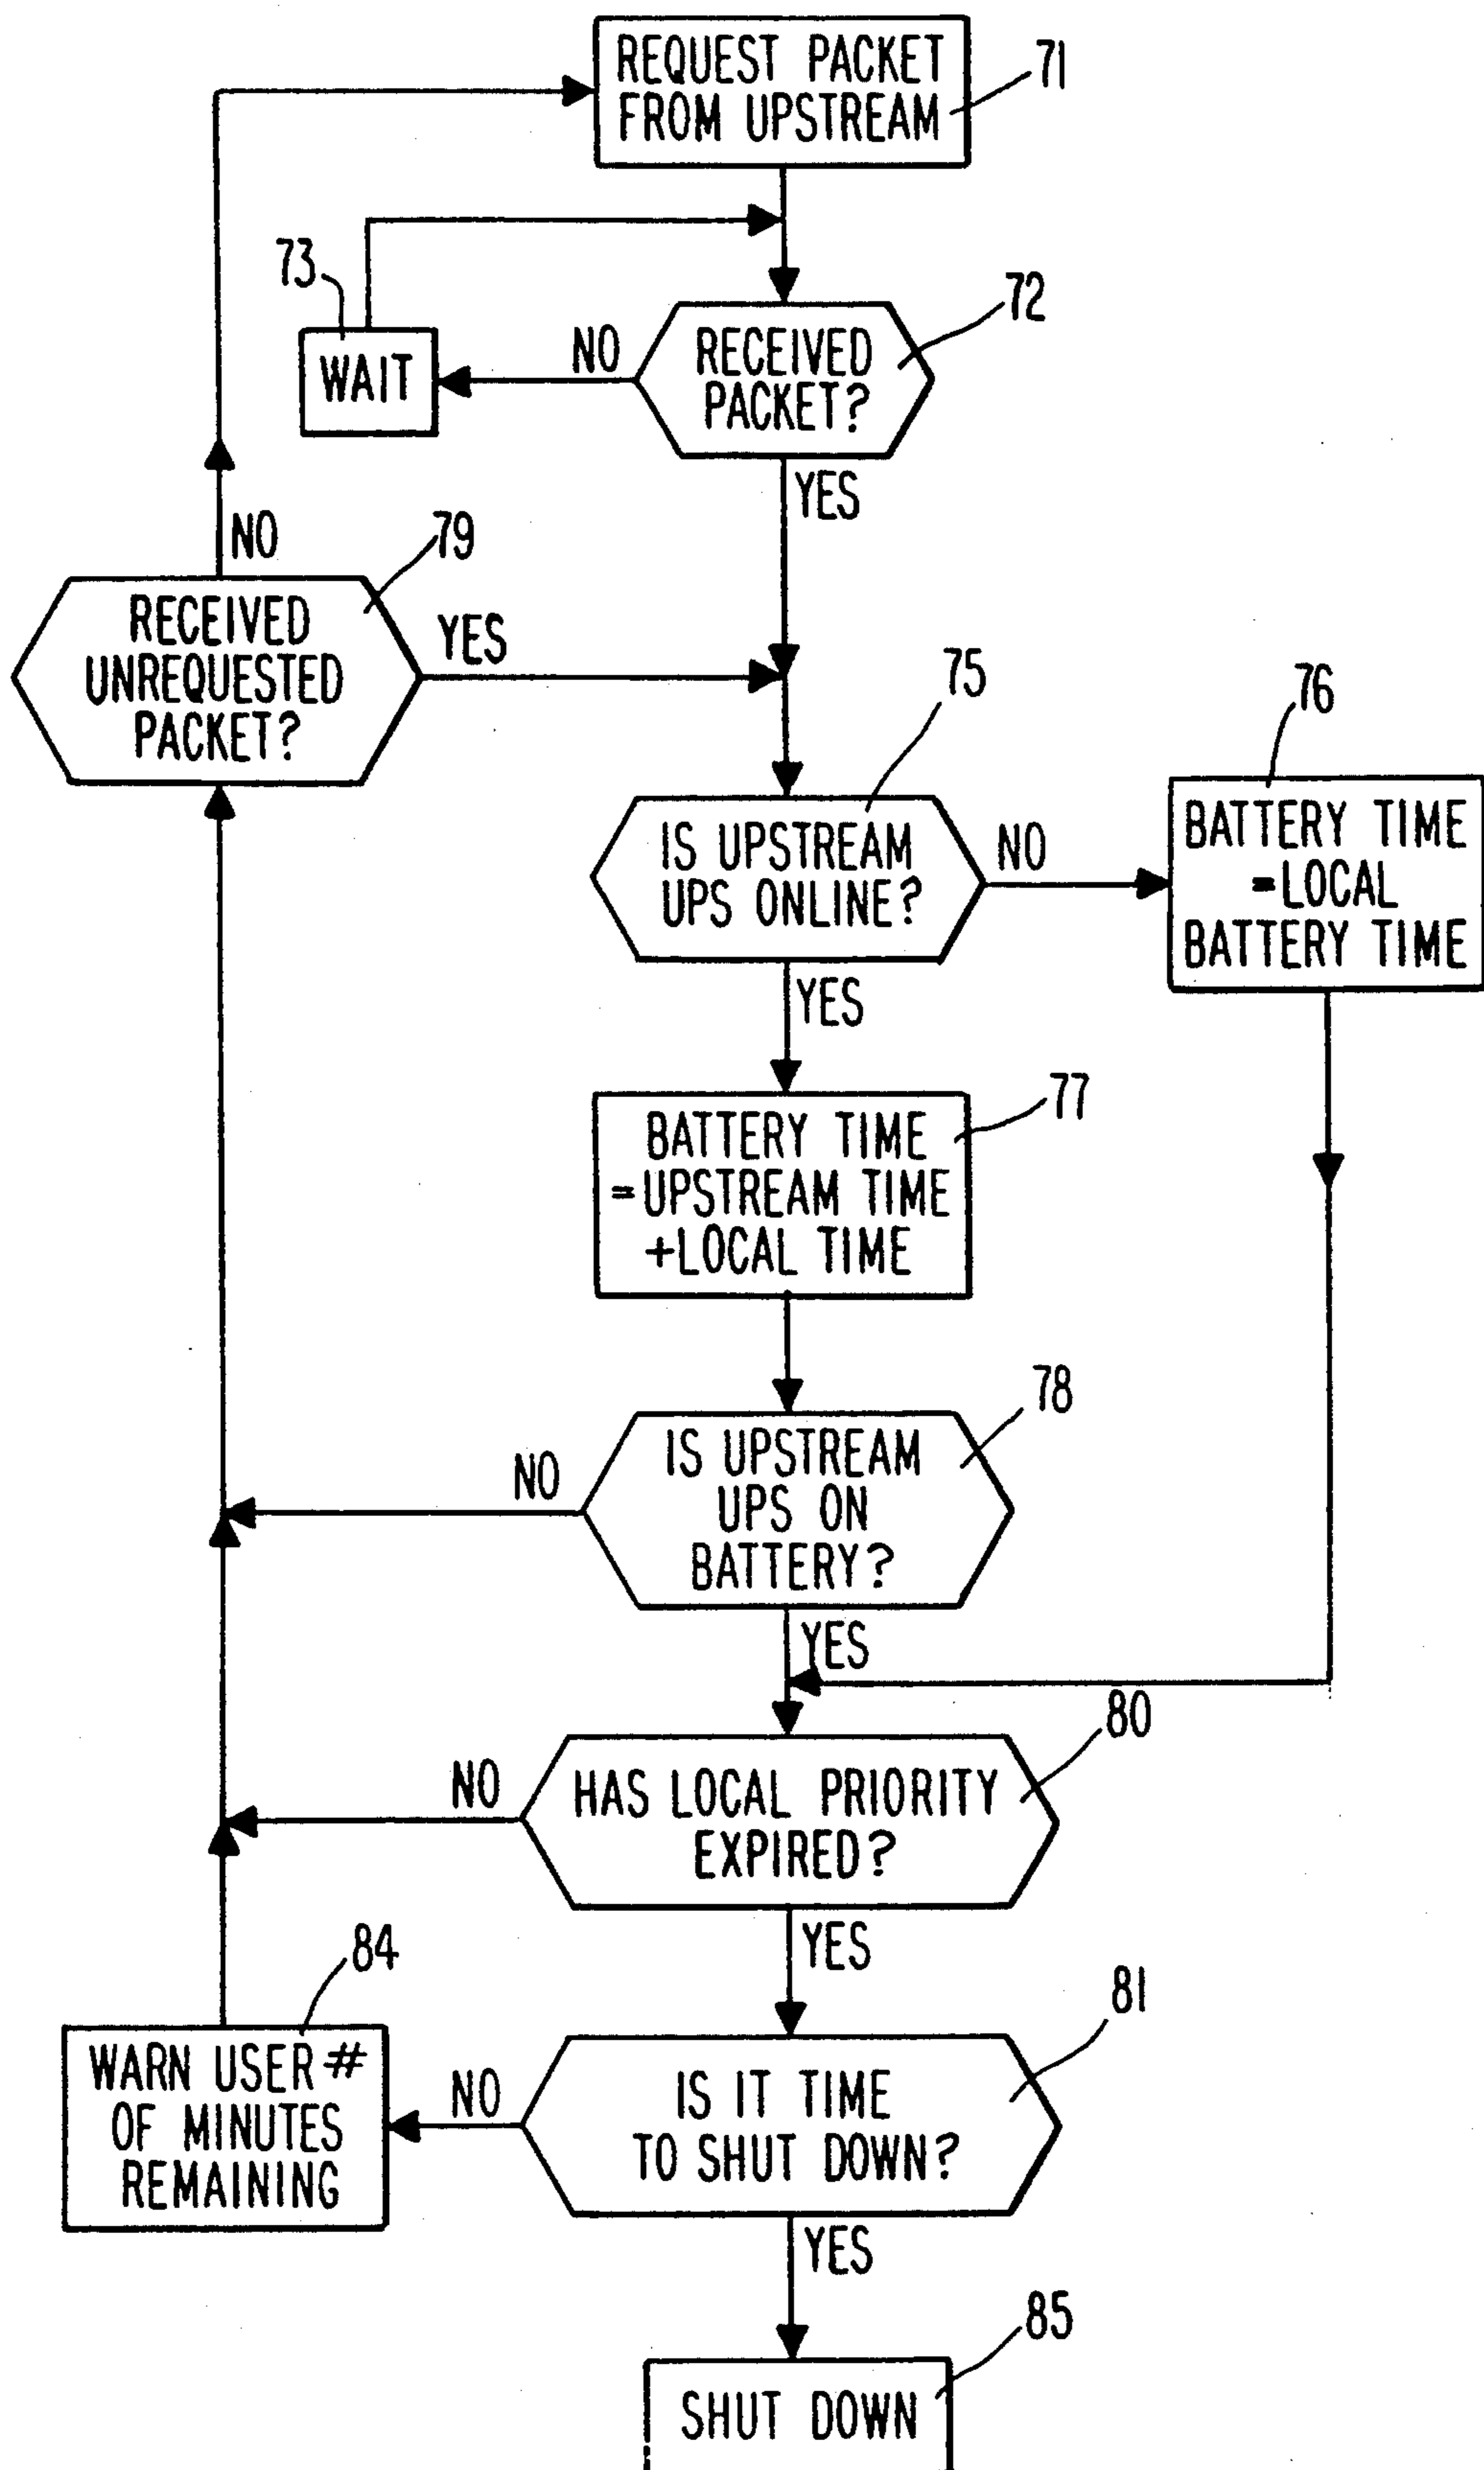 REQUEST PACKET
FROM UPSTREAM
71
73
72
WAIT
NO
RECEIVED
PACKET?
YES
NO
79
RECEIVED
UNREQUESTED
PACKET?
YES
75
76
IS UPSTREAM
UPS ONLINE?
NO
BATTERY TIME
=LOCAL
BATTERY TIME
YES
77
BATTERY TIME
=UPSTREAM TIME
+LOCAL TIME
78
IS UPSTREAM
UPS ON
BATTERY?
NO
YES
80
HAS LOCAL PRIORITY
EXPIRED?
NO
YES
84
81
WARN USER #
OF MINUTES
REMAINING
NO
IS IT TIME
TO SHUT DOWN?
YES
85
SHUT DOWN